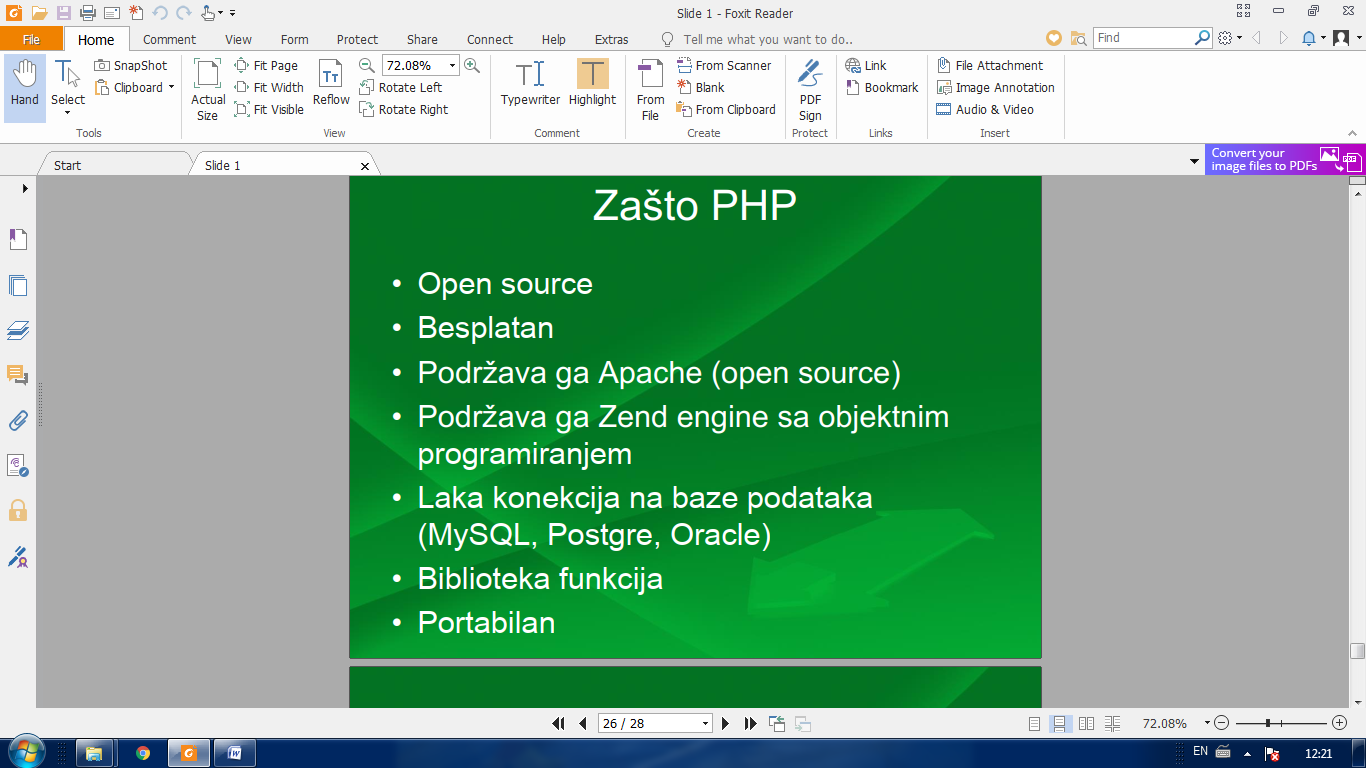 Slide 1 - Foxit Reader
File Home Comment View Form Protect Share Connect Help Extras Tell me what you want to do.. Find
Hand
Select
SnapShot
Clipboard
Tools
Actual
Size
Fit Page
Fit Width
Fit Visible
Reflow
72.08%
Rotate Left
Rotate Right
View
Typewriter
Highlight
Comment
From
File
From Scanner
Blank
From Clipboard
Create
PDF
Sign
Protect
Link
Bookmark
Links
File Attachment
Image Annotation
Audio & Video
Insert
Start
Slide 1
Convert your
image files to PDFs
PDF
Zašto PHP
• Open source
• Besplatan
• Podržava ga Apache (open source)
• Podržava ga Zend engine sa objektnim
programiranjem
• Laka konekcija na baze podataka
(MySQL, Postgre, Oracle)
• Biblioteka funkcija
• Portabilan
26 / 28
72.08%
EN
12:21